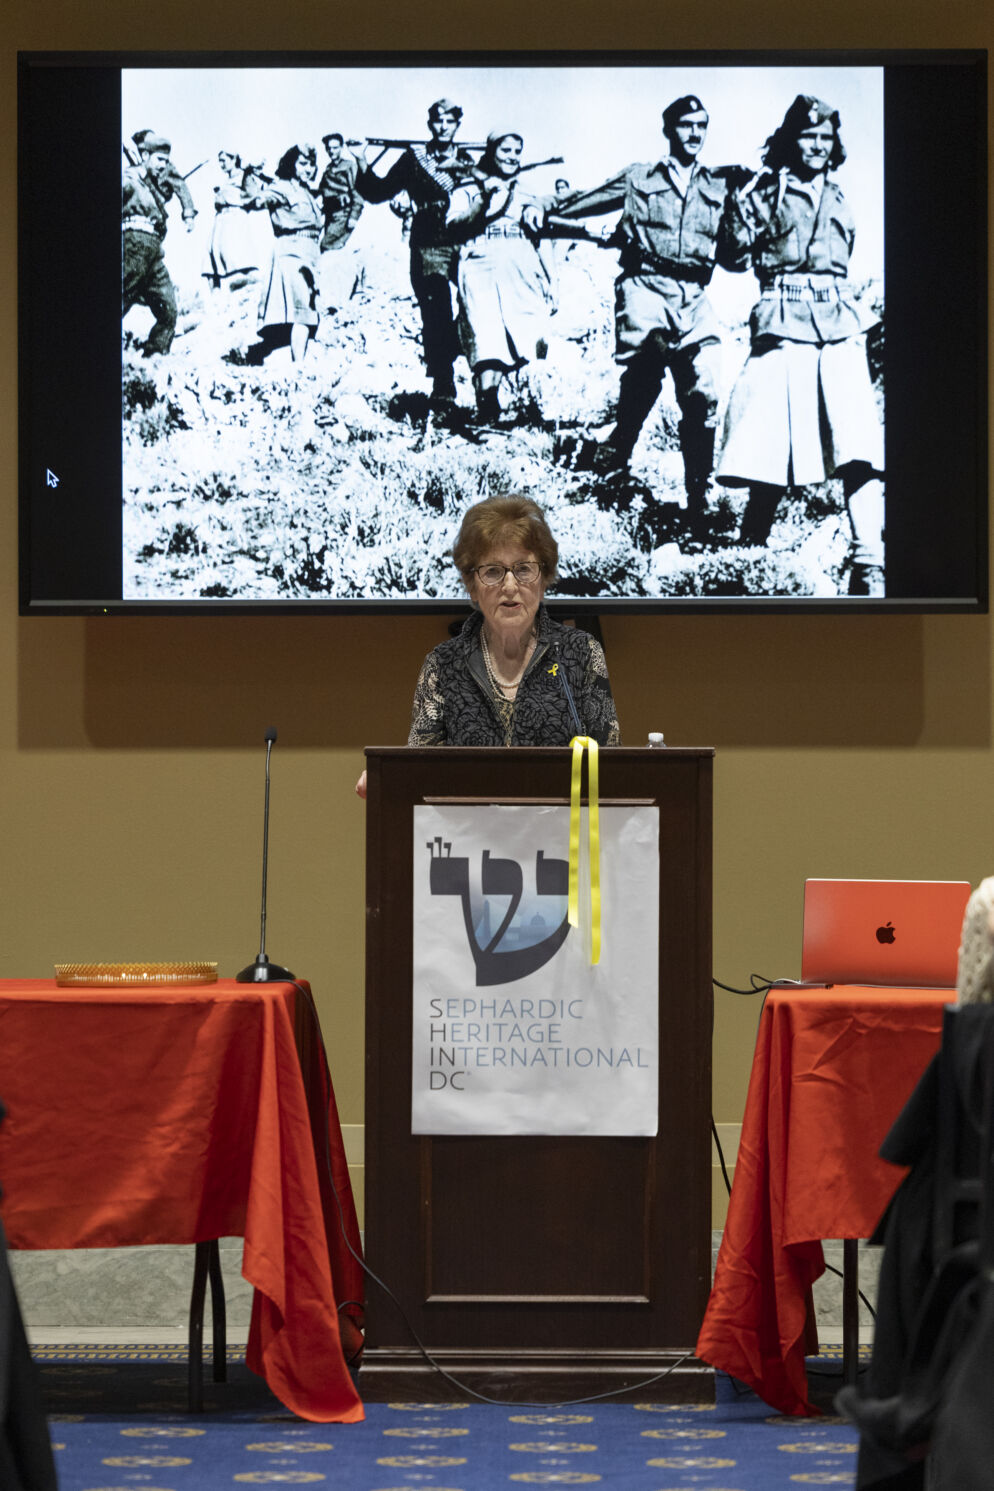 ש
SEPHARDIC
HERITAGE
INTERNATIONAL
DC